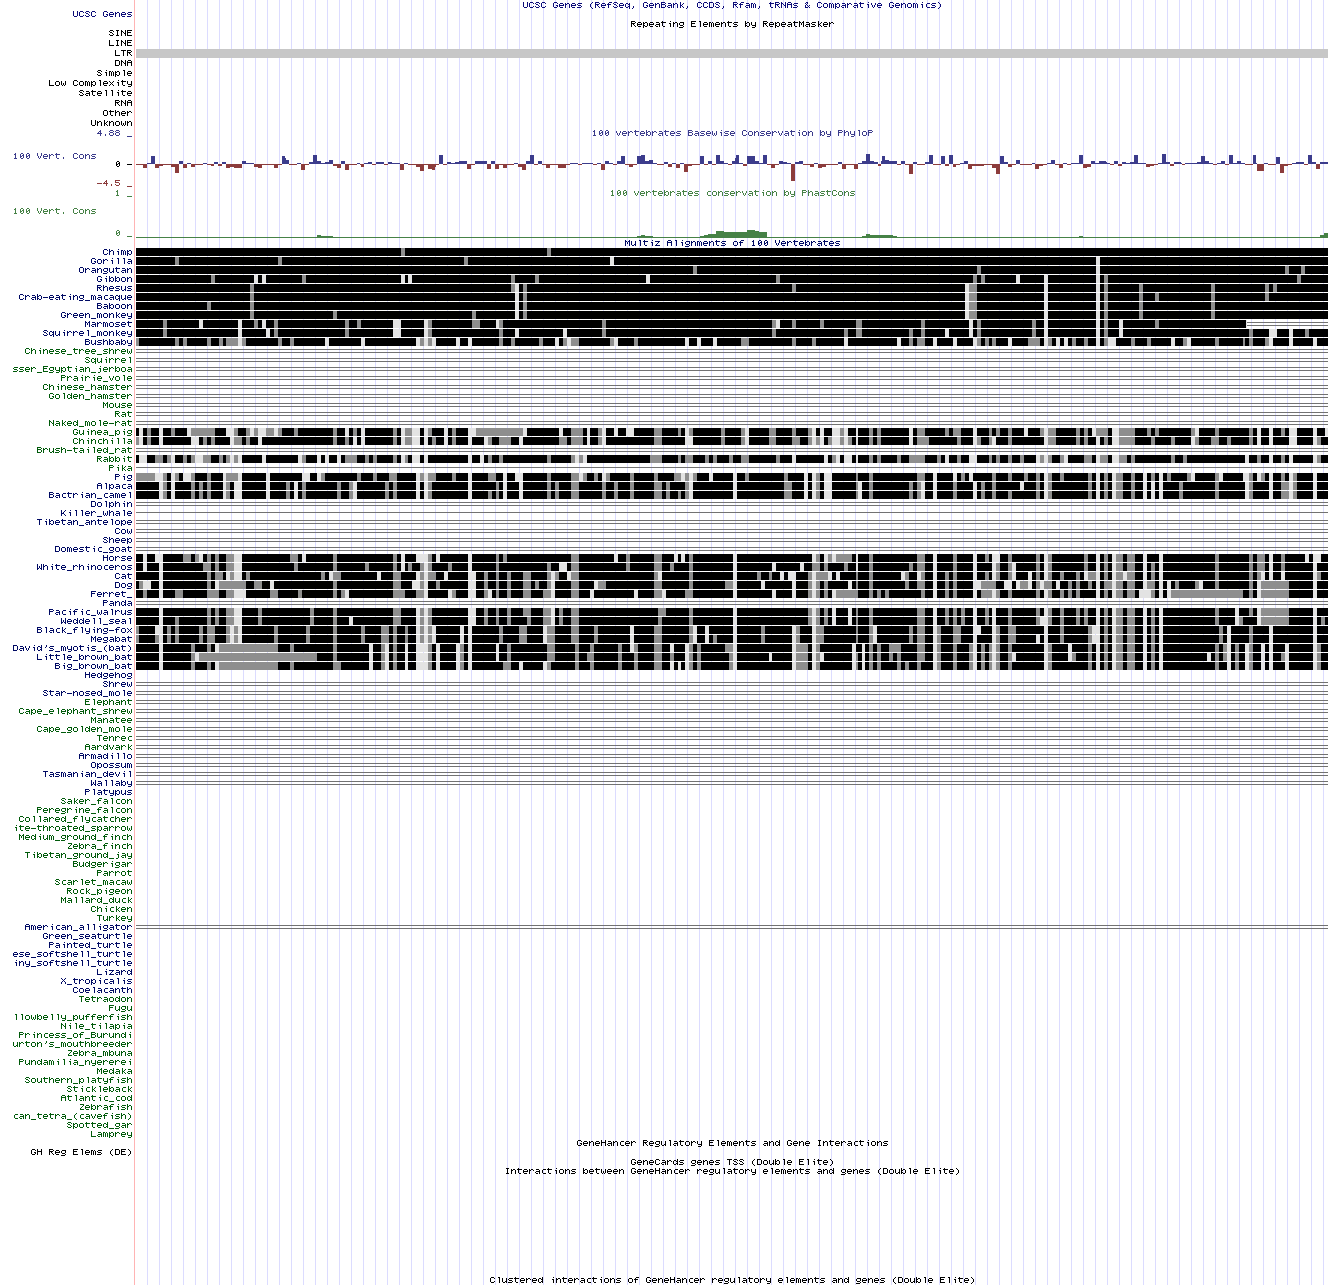 UCSC Genes (RefSeq, GenBank, CCDS, Rfam, tRNAs & Comparative Genomics)
UCSC Genes
Repeating Elements by RepeatMasker
SINE
LINE
LTR
DNA
Simple
Low Complexity
Satellite
RNA
Other
Unknown
4.88 _
100 vertebrates Basewise Conservation by PhyloP
100 Vert. Cons
0 -
-4.5 _
100 vertebrates conservation by PhastCons
1 _
100 Vert. Cons
0 _
Multiz Alignments of 100 Vertebrates
Chimp
Gorilla
Orangutan
Gibbon
Rhesus
Crab-eating_macaque
Baboon
Green_monkey
Marmoset
Squirrel_monkey
Bushbaby
Chinese_tree_shrew
Squirrel
sser_Egyptian_jerboa
Prairie_vole
Chinese_hamster
Golden_hamster
Mouse
Rat
Naked_mole-rat
Guinea_pig
Chinchilla
Brush-tailed_rat
Rabbit
Pika
Pig
Alpaca
Bactrian_camel
Dolphin
Killer_whale
Tibetan_antelope
Cow
Sheep
Domestic_goat
Horse
White_rhinoceros
Cat
Dog
Ferret_
Panda
Pacific_walrus
Weddell_seal
Black_flying-fox
Megabat
David's_myotis_(bat)
Little_brown_bat
Big_brown_bat
Hedgehog
Shrew
Star-nosed_mole
Elephant
Cape_elephant_shrew
Manatee
Cape_golden_mole
Tenrec
Aardvark
Armadillo
Opossum
Tasmanian_devil
Wallaby
Platypus
Saker_falcon
Peregrine_falcon
Collared_flycatcher
ite-throated_sparrow
Medium_ground_finch
Zebra_finch
Tibetan_ground_jay
Budgerigar
Parrot
Scarlet_macaw
Rock_pigeon
Mallard_duck
Chicken
Turkey
American_alligator
Green_seaturtle
Painted_turtle
ese_softshell_turtle
iny_softshell_turtle
Lizard
X_tropicalis
Coelacanth
Tetraodon
Fugu
llowbelly_pufferfish
Nile_tilapia
Princess_of_Burundi
urton's_mouthbreeder
Zebra_mbuna
Pundamilia_nyererei
Medaka
Southern_platyfish
Stickleback
Atlantic_cod
Zebrafish
can_tetra_(cavefish)
Spotted_gar
Lamprey
GeneHancer Regulatory Elements and Gene Interactions
GH Reg Elems (DE)
GeneCards genes TSS (Double Elite)
Interactions between GeneHancer regulatory elements and genes (Double Elite)
Clustered interactions of GeneHancer regulatory elements and genes (Double Elite)